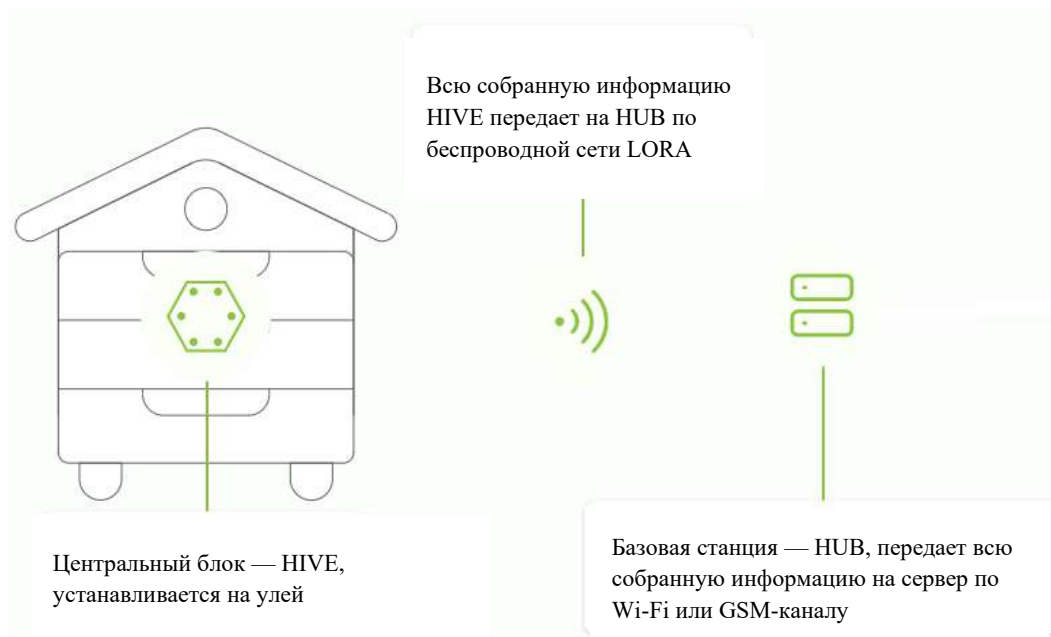 Всю собранную информацию
HIVE передает на HUB по
беспроводной сети LORA
Центральный блок — HIVE,
устанавливается на улей
Базовая станция — HUB, передает всю
собранную информацию на сервер по
Wi-Fi или GSM-каналу